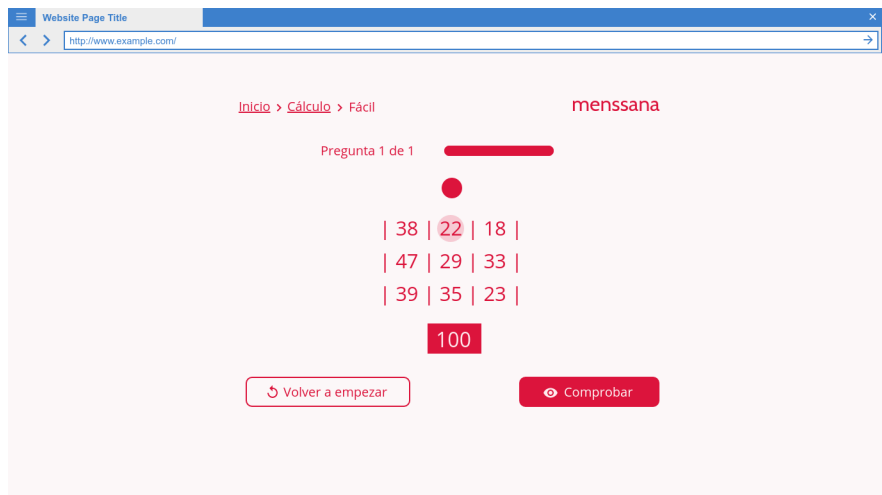 Website Page Title
http://www.example.com/
Inicio > Cálculo > Fácil
menssana
Pregunta 1 de 1
| 38 | 22 | 18 |
| 47 | 29 | 33 |
| 39 | 35 | 23 |
100
Volver a empezar
Comprobar